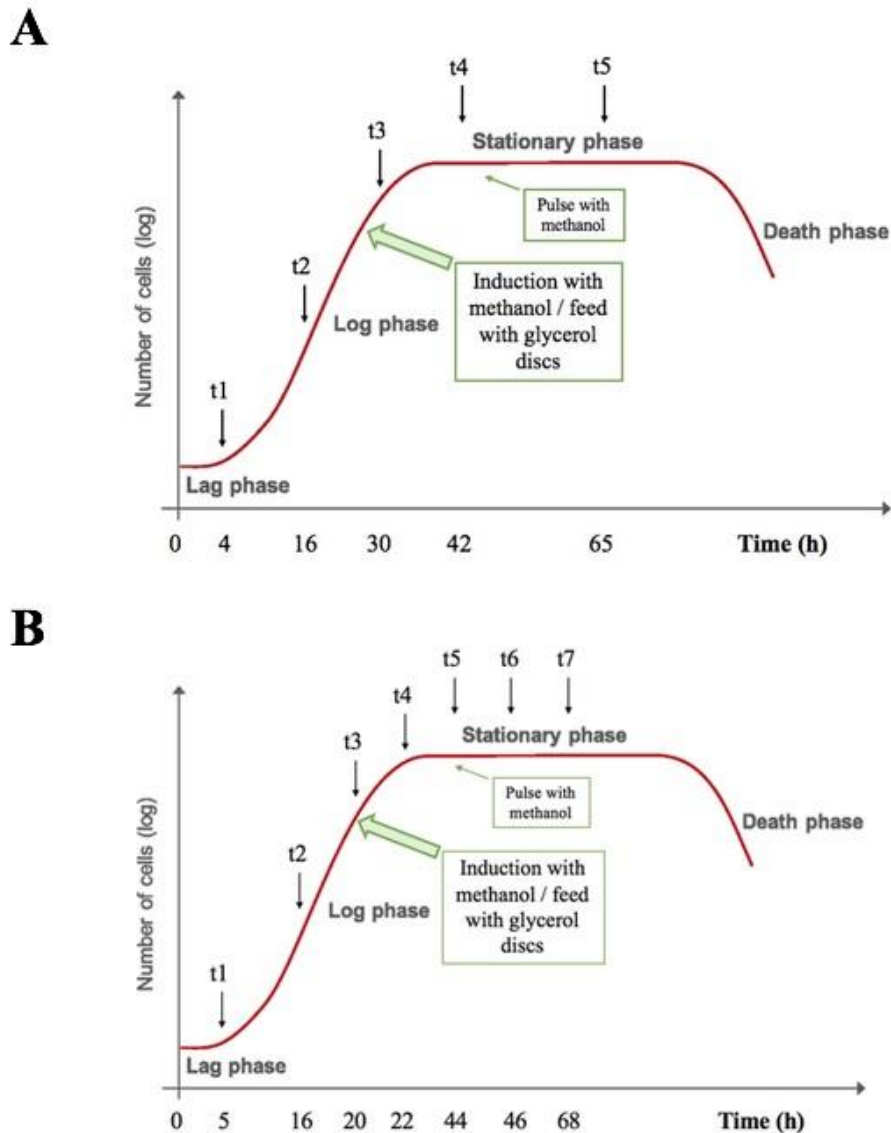 A
t4
t5
t3
Stationary phase
Pulse with
methanol
Death phase
t2
Induction with
methanol / feed
with glycerol
discs
Log phase
Number of cells (log)
t1
Lag phase
0 4 16 30 42 65 Time (h)
B
t5 t6 t7
t4
t3
Stationary phase
Pulse with
methanol
Death phase
t2
Induction with
methanol / feed
with glycerol
discs
Log phase
Number of cells (log)
t1
Lag phase
0 5 16 20 22 44 46 68 Time (h)